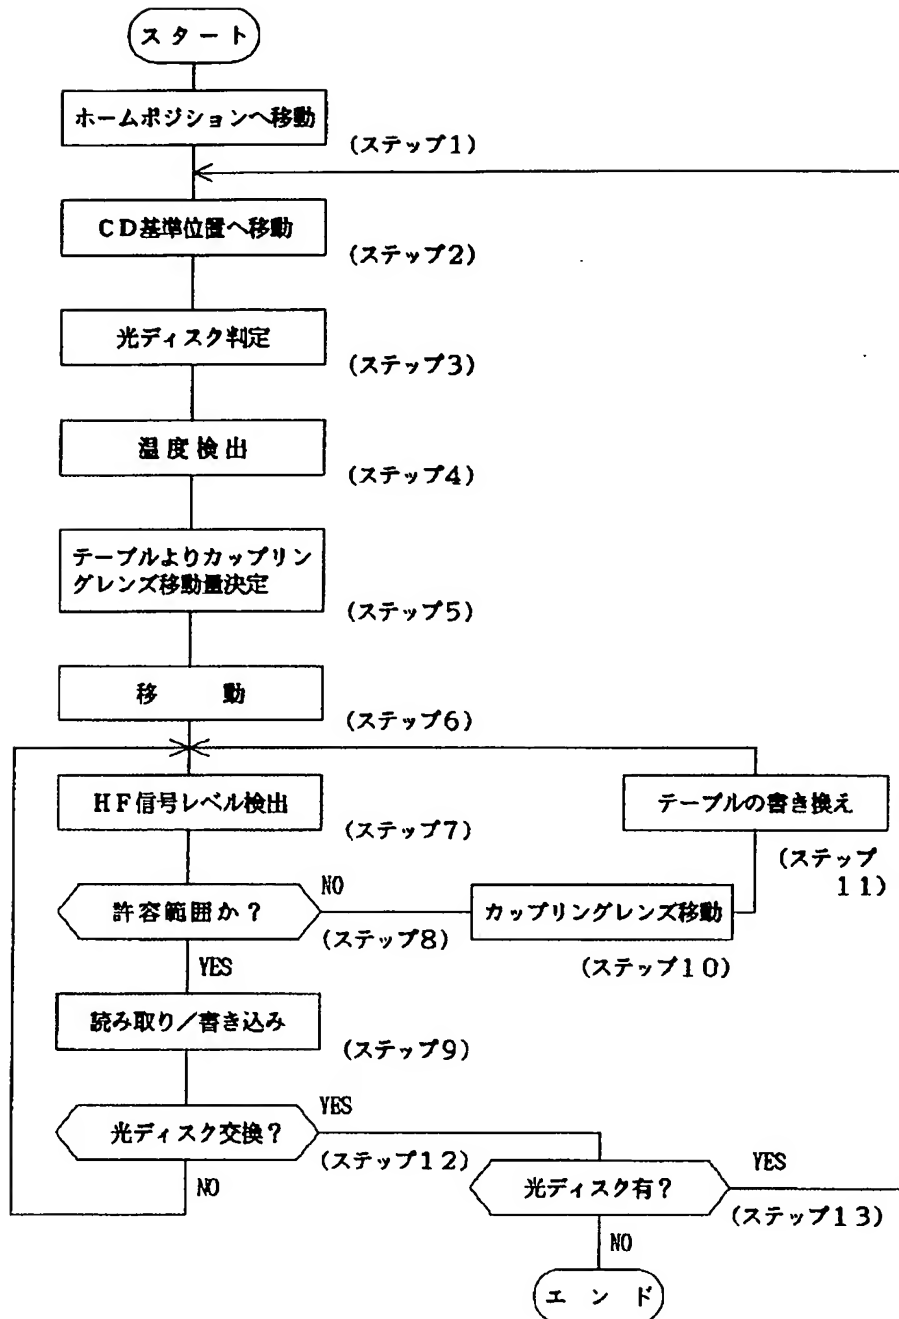 スタート
ホームポジションへ移動
(ステップ1)
CD基準位置へ移動
(ステップ2)
光ディスク判定
(ステップ3)
温度検出
(ステップ4)
テーブルよりカップリン
グレンズ移動量決定
(ステップ5)
移 動
(ステップ6)
HF信号レベル検出
(ステップ7)
テーブルの書き換え
(ステップ
11)
許容範囲か?
NO
(ステップ8)
カップリングレンズ移動
(ステップ10)
YES
読み取り/書き込み
(ステップ9)
光ディスク交換?
YES
(ステップ12)
NO
光ディスク有?
YES
(ステップ13)
NO
エンド